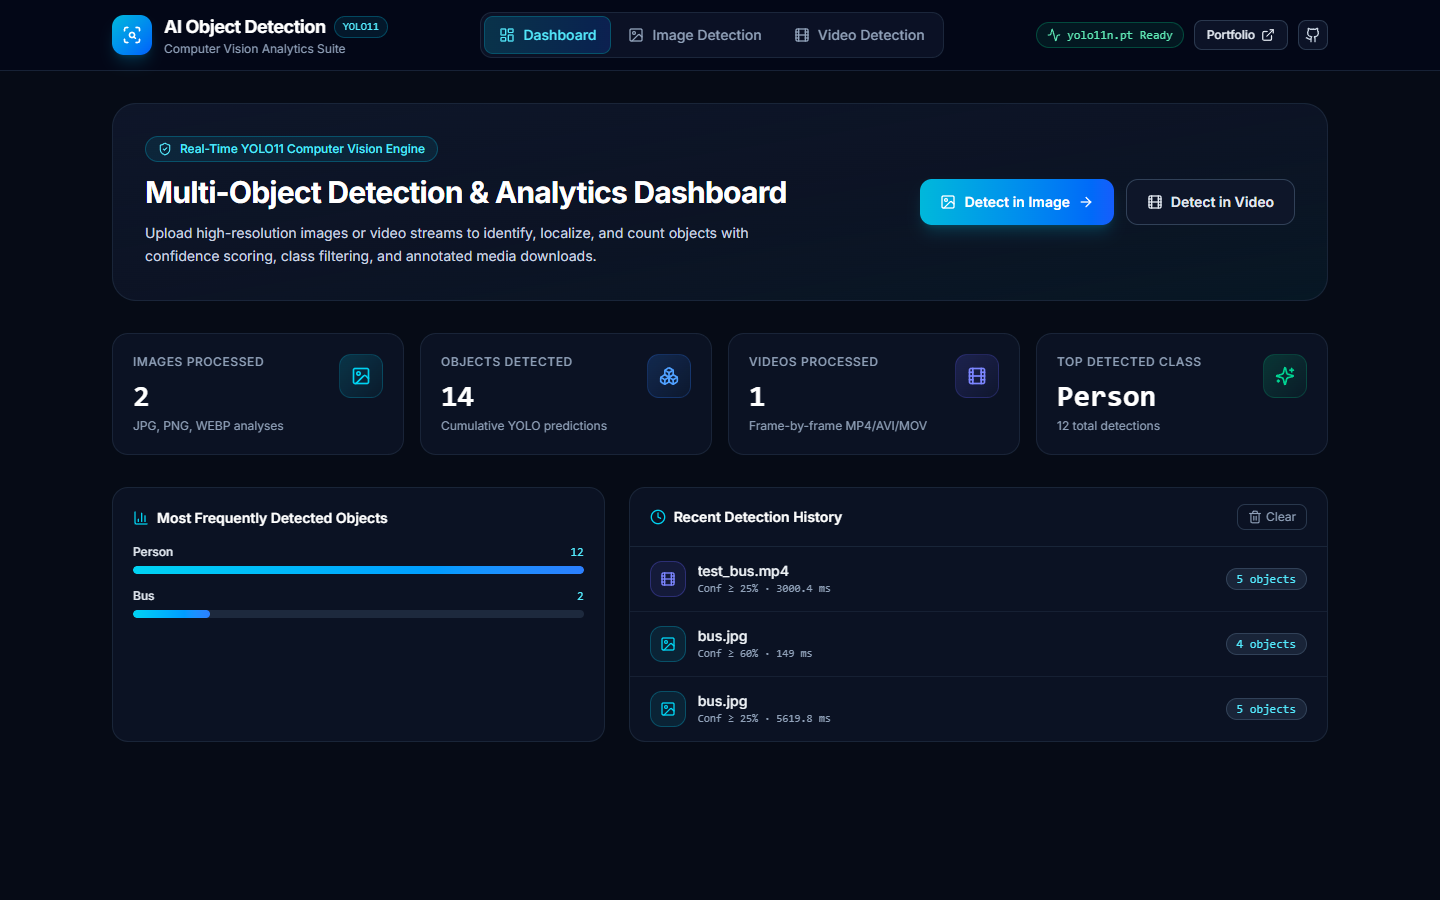 AI Object Detection YOLO11
Computer Vision Analytics Suite
Dashboard Image Detection Video Detection
yolo11n.pt Ready Portfolio
Real-Time YOLO11 Computer Vision Engine
Multi-Object Detection & Analytics Dashboard
Upload high-resolution images or video streams to identify, localize, and count objects with
confidence scoring, class filtering, and annotated media downloads.
Detect in Image Detect in Video
IMAGES PROCESSED
2
JPG, PNG, WEBP analyses
OBJECTS DETECTED
14
Cumulative YOLO predictions
VIDEOS PROCESSED
1
Frame-by-frame MP4/AVI/MOV
TOP DETECTED CLASS
Person
12 total detections
Most Frequently Detected Objects
Person 12
Bus 2
Recent Detection History Clear
test_bus.mp4
Conf ≥ 25% · 3000.4 ms
5 objects
bus.jpg
Conf ≥ 60% · 149 ms
4 objects
bus.jpg
Conf ≥ 25% · 5619.8 ms
5 objects